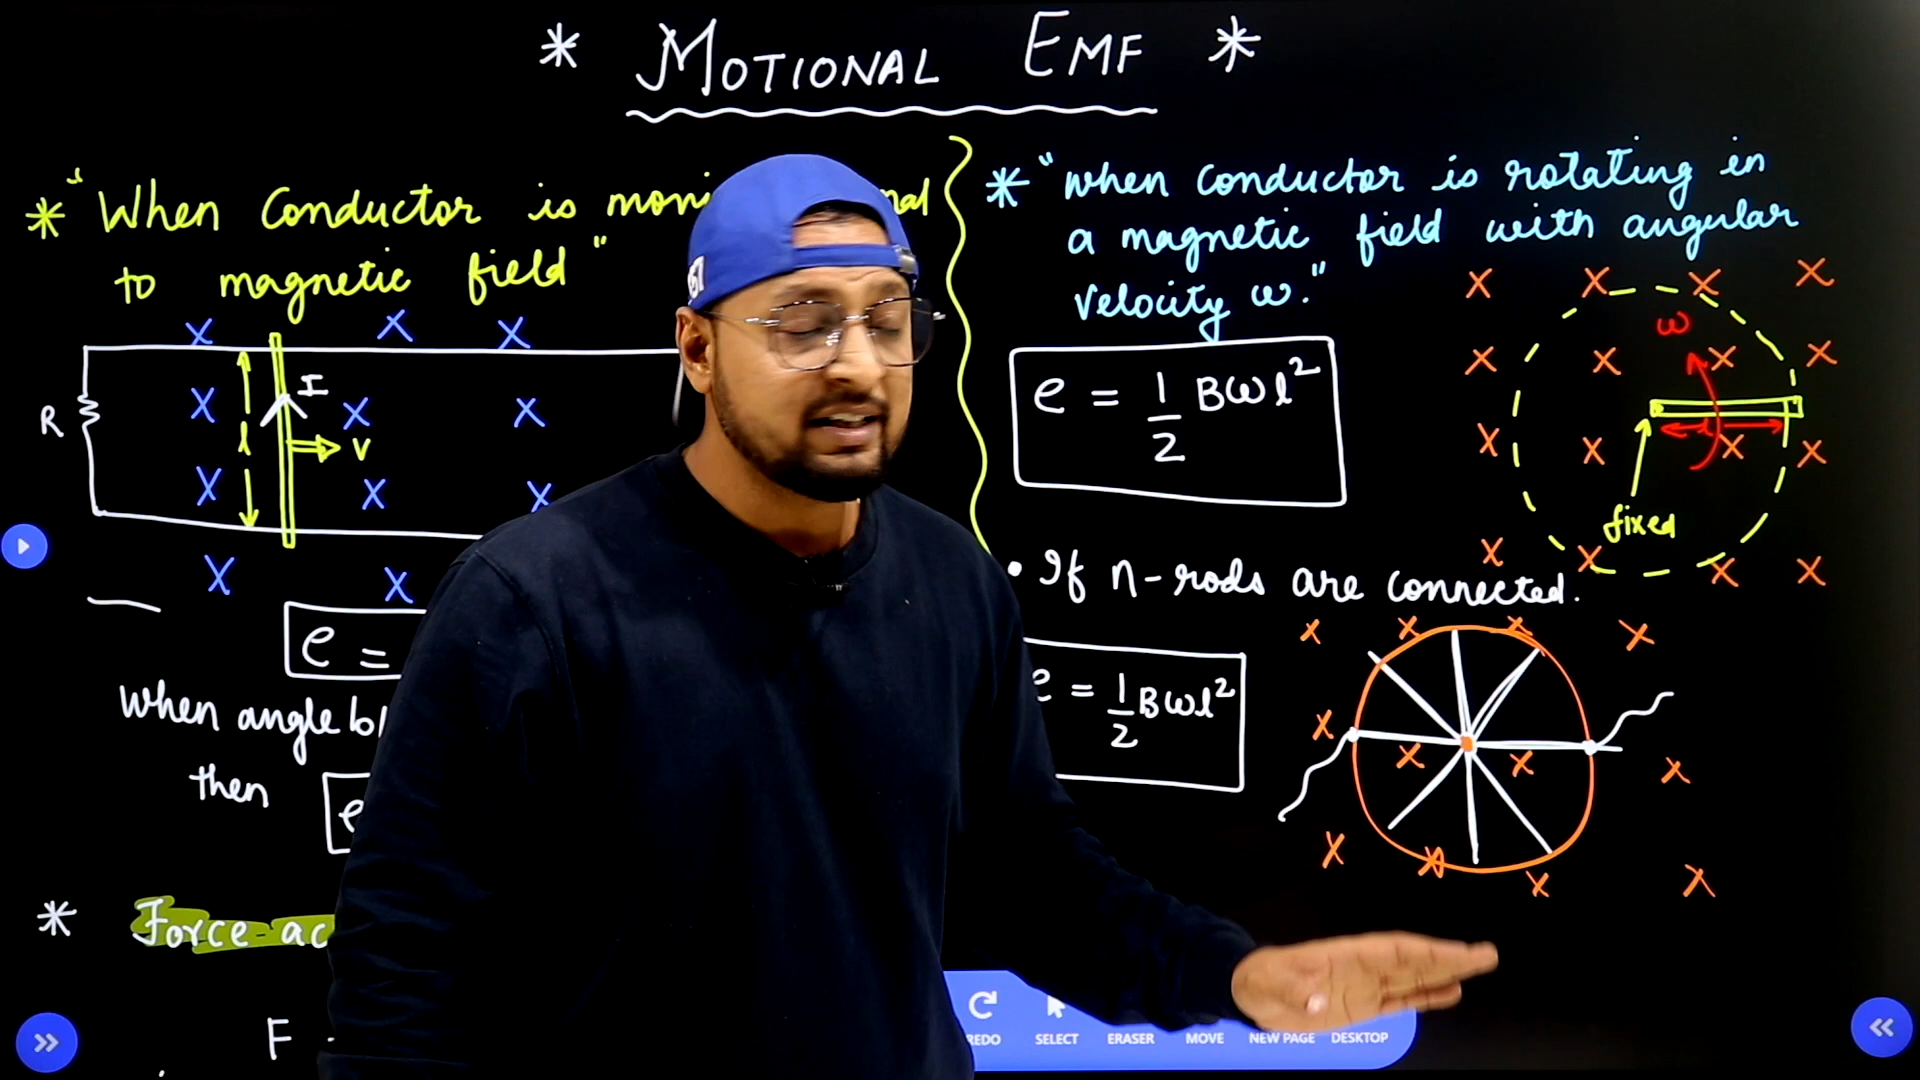 * MOTIONAL EMF *
* "When Conductor is
to magnetic field"
X X X
R X l I X X
V
X X X
X X
e =
When angle
then e
* Force
F
* "when conductor is rotating in
a magnetic field with angular
velocity ω."
X X X X
ω
X X X X
e = 1/2 Bωl²
X X X X
l
fixed
X X X X
• If n-rods are connected.
X X X X
e = 1/2 Bωl²
X X X X
X X X X
REDO SELECT ERASER MOVE NEW PAGE DESKTOP